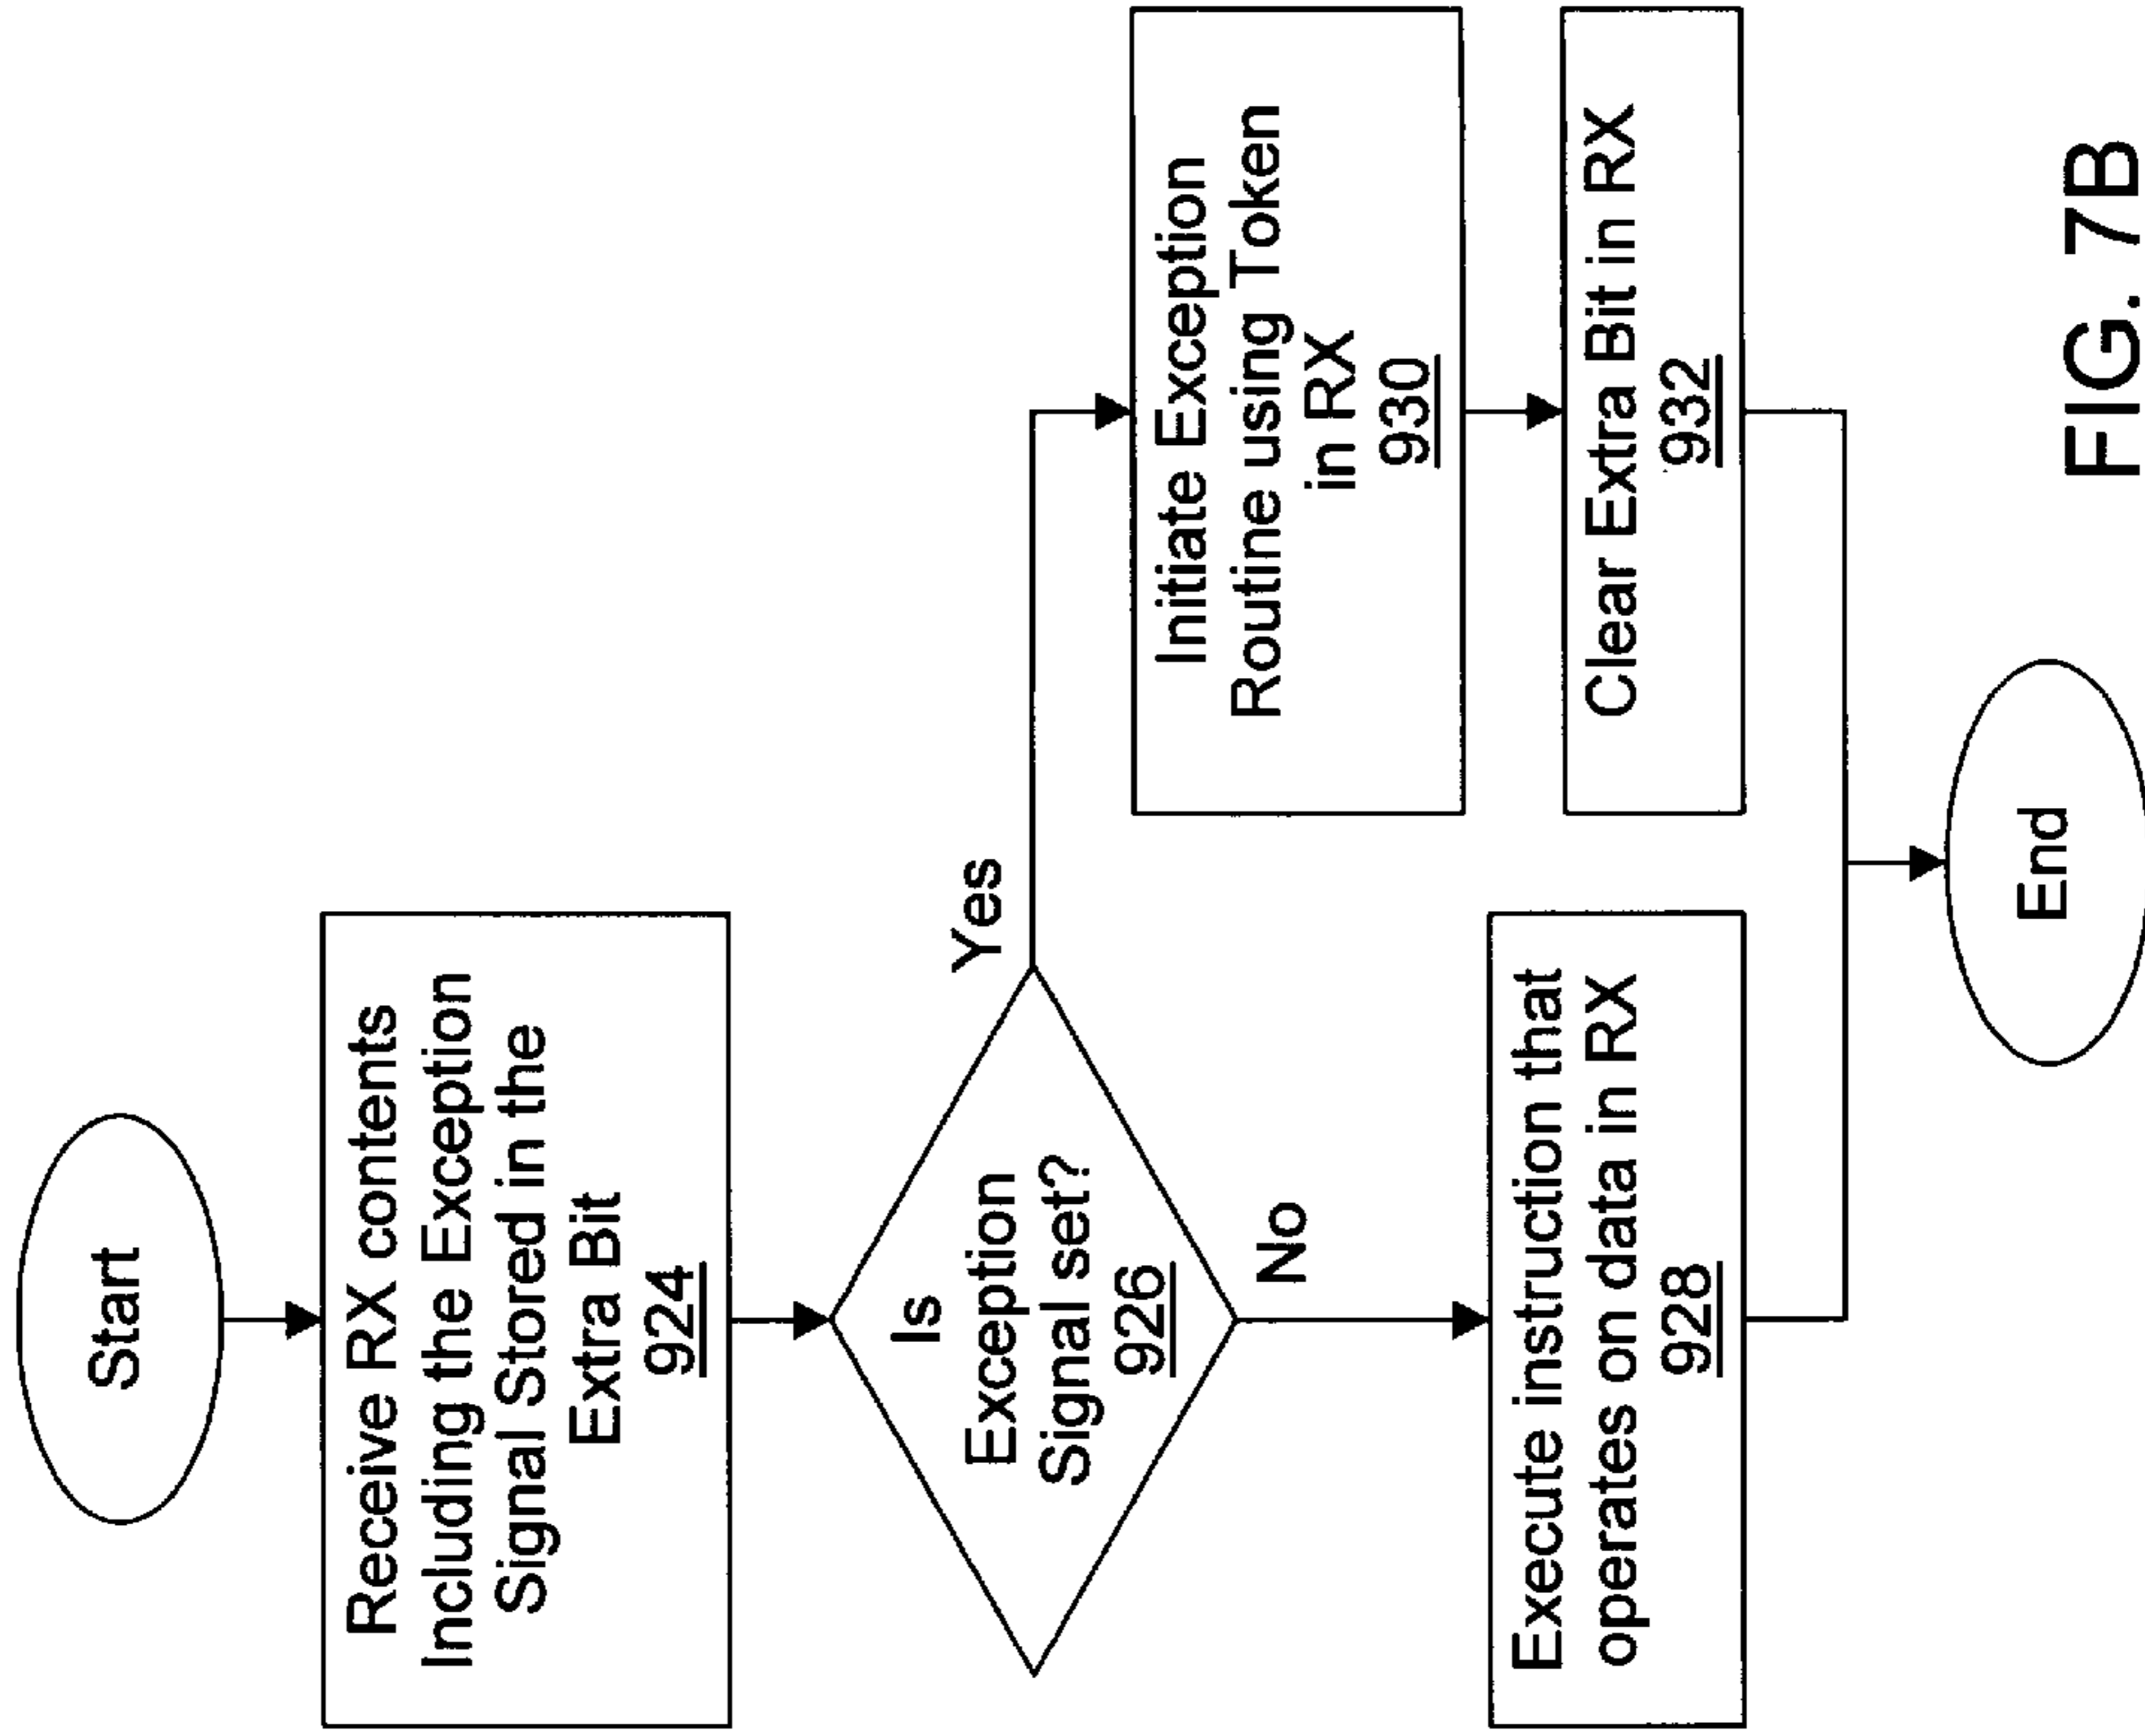 Start
Receive RX contents
Including the Exception
Signal Stored in the
Extra Bit
924
Is
Exception
Signal set?
926
Yes
No
Initiate Exception
Routine using Token
in RX
930
Execute instruction that
operates on data in RX
928
Clear Extra Bit in RX
932
End
FIG. 7B